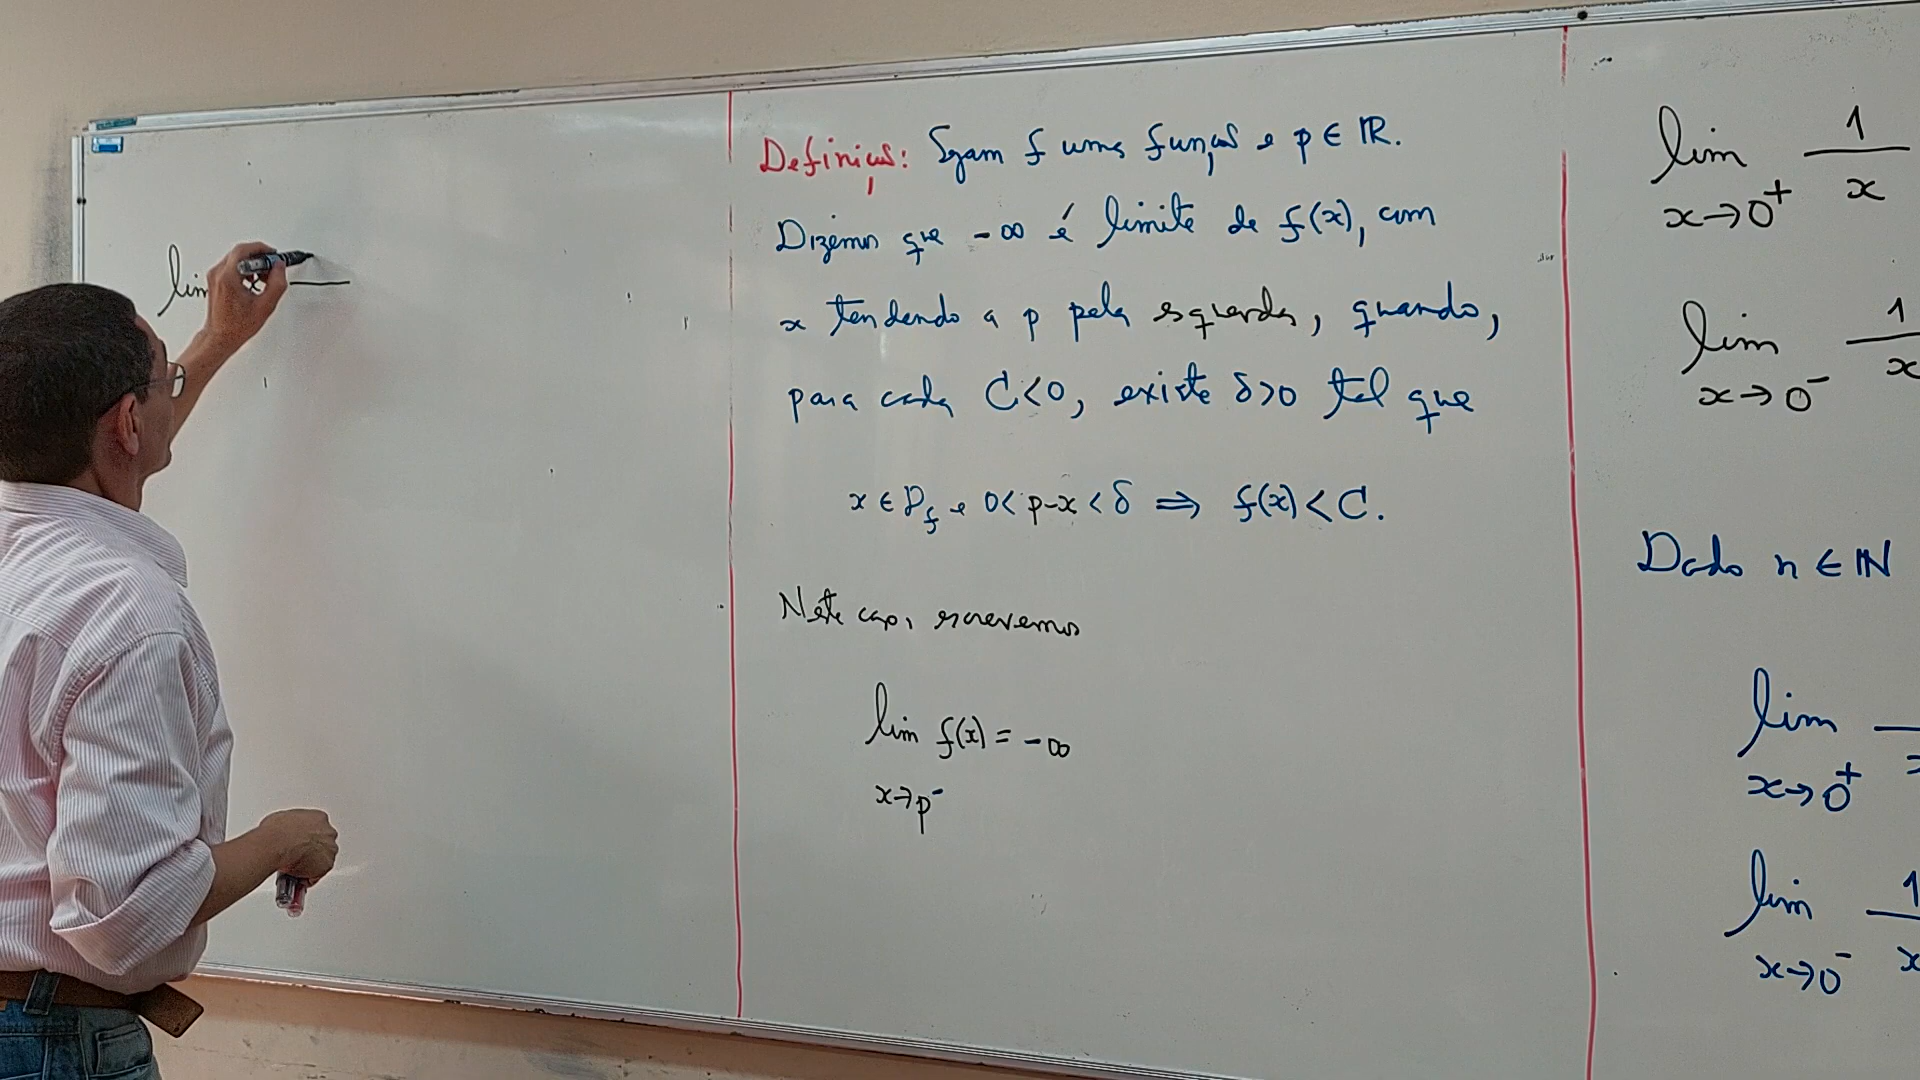 lim
Definição: Sejam f uma função e p ∈ ℝ.
Dizemos que -∞ é limite de f(x), com
x tendendo a p pela esquerda, quando,
para cada C<0, existe δ>0 tal que
x ∈ D_f e 0< p-x < δ ⇒ f(x) < C.
Neste caso, escrevemos
lim f(x) = -∞
x→p⁻
lim 1/x
x→0⁺
lim 1/x
x→0⁻
Dado n ∈ ℕ
lim
x→0⁺
lim 1/x
x→0⁻